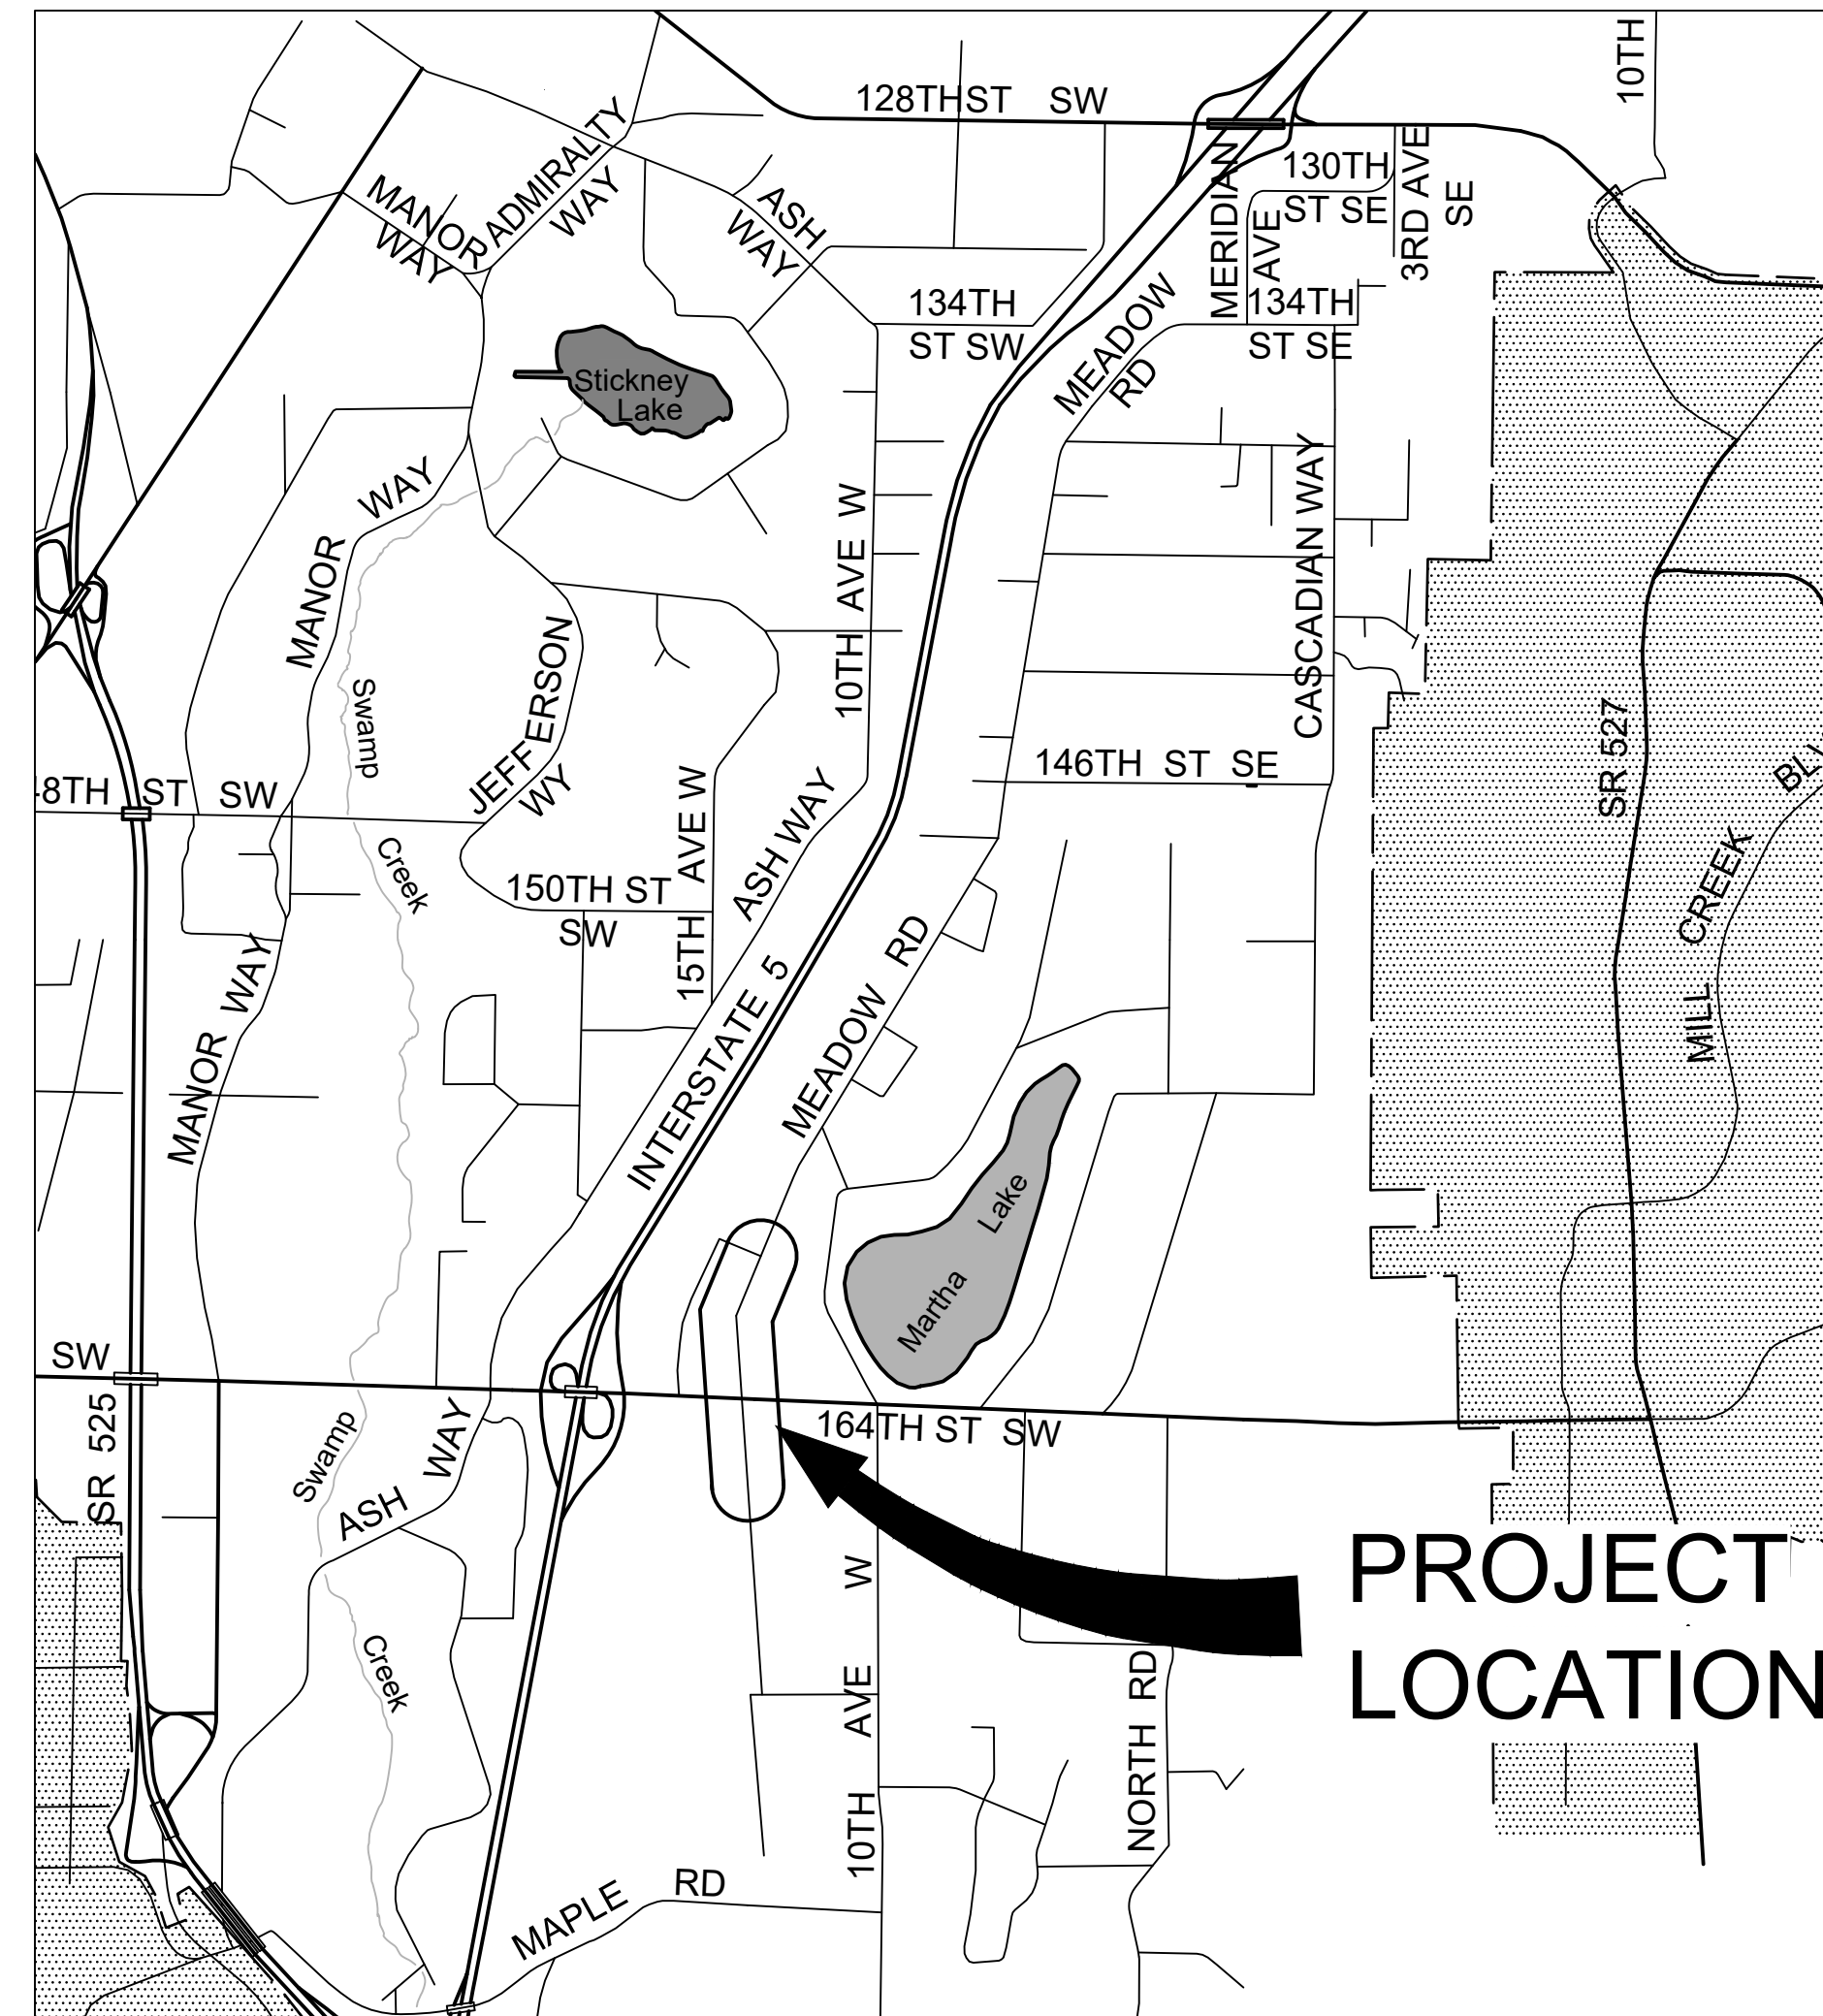 128TH ST SW
10TH
ADMIRALTY
WAY
MANOR
WAY
ASH
WAY
130TH
ST SE
3RD AVE
SE
MERIDIAN
AVE
134TH
ST SW
134TH
ST SE
MEADOW
RD
Stickney
Lake
MANOR WAY
10TH AVE W
CASCADIAN WAY
JEFFERSON
WY
Swamp
Creek
SR 527
146TH ST SE
48TH ST SW
ASH WAY
15TH AVE W
150TH ST
SW
MILL CREEK
MANOR WAY
INTERSTATE 5
MEADOW RD
Martha Lake
SW
SR 525
164TH ST SW
Swamp
Creek
ASH WAY
PROJECT
LOCATION
10TH AVE W
NORTH RD
MAPLE RD